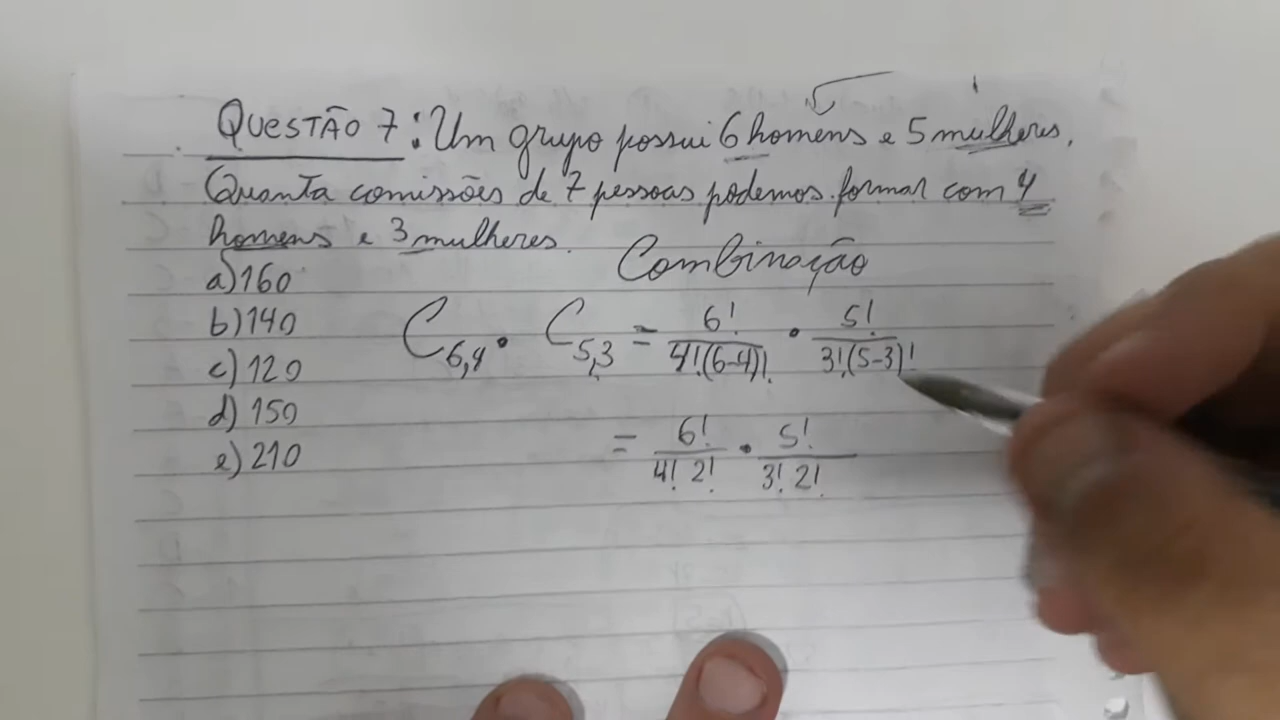 QUESTÃO 7: Um grupo possui 6 homens e 5 mulheres.
Quanta comissões de 7 pessoas podemos formar com 4
homens e 3 mulheres.
Combinação
a) 160
b) 140
c) 120
d) 150
e) 210
C6,4 • C5,3 = 6!/4!(6-4)! • 5!/3!(5-3)!
= 6!/4! 2! • 5!/3! 2!